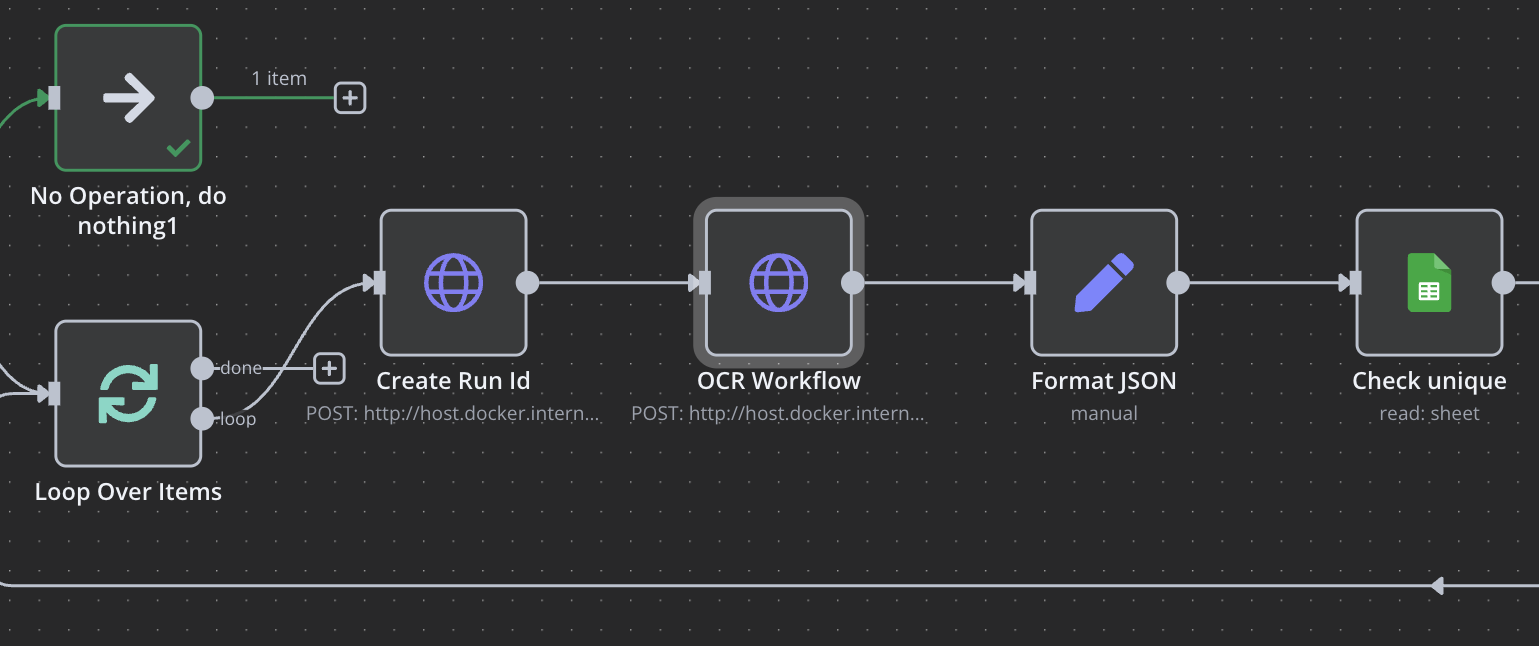 1 item
No Operation, do
nothing1
done
loop
Loop Over Items
Create Run Id
POST: http://host.docker.intern...
OCR Workflow
POST: http://host.docker.intern...
Format JSON
manual
Check unique
read: sheet